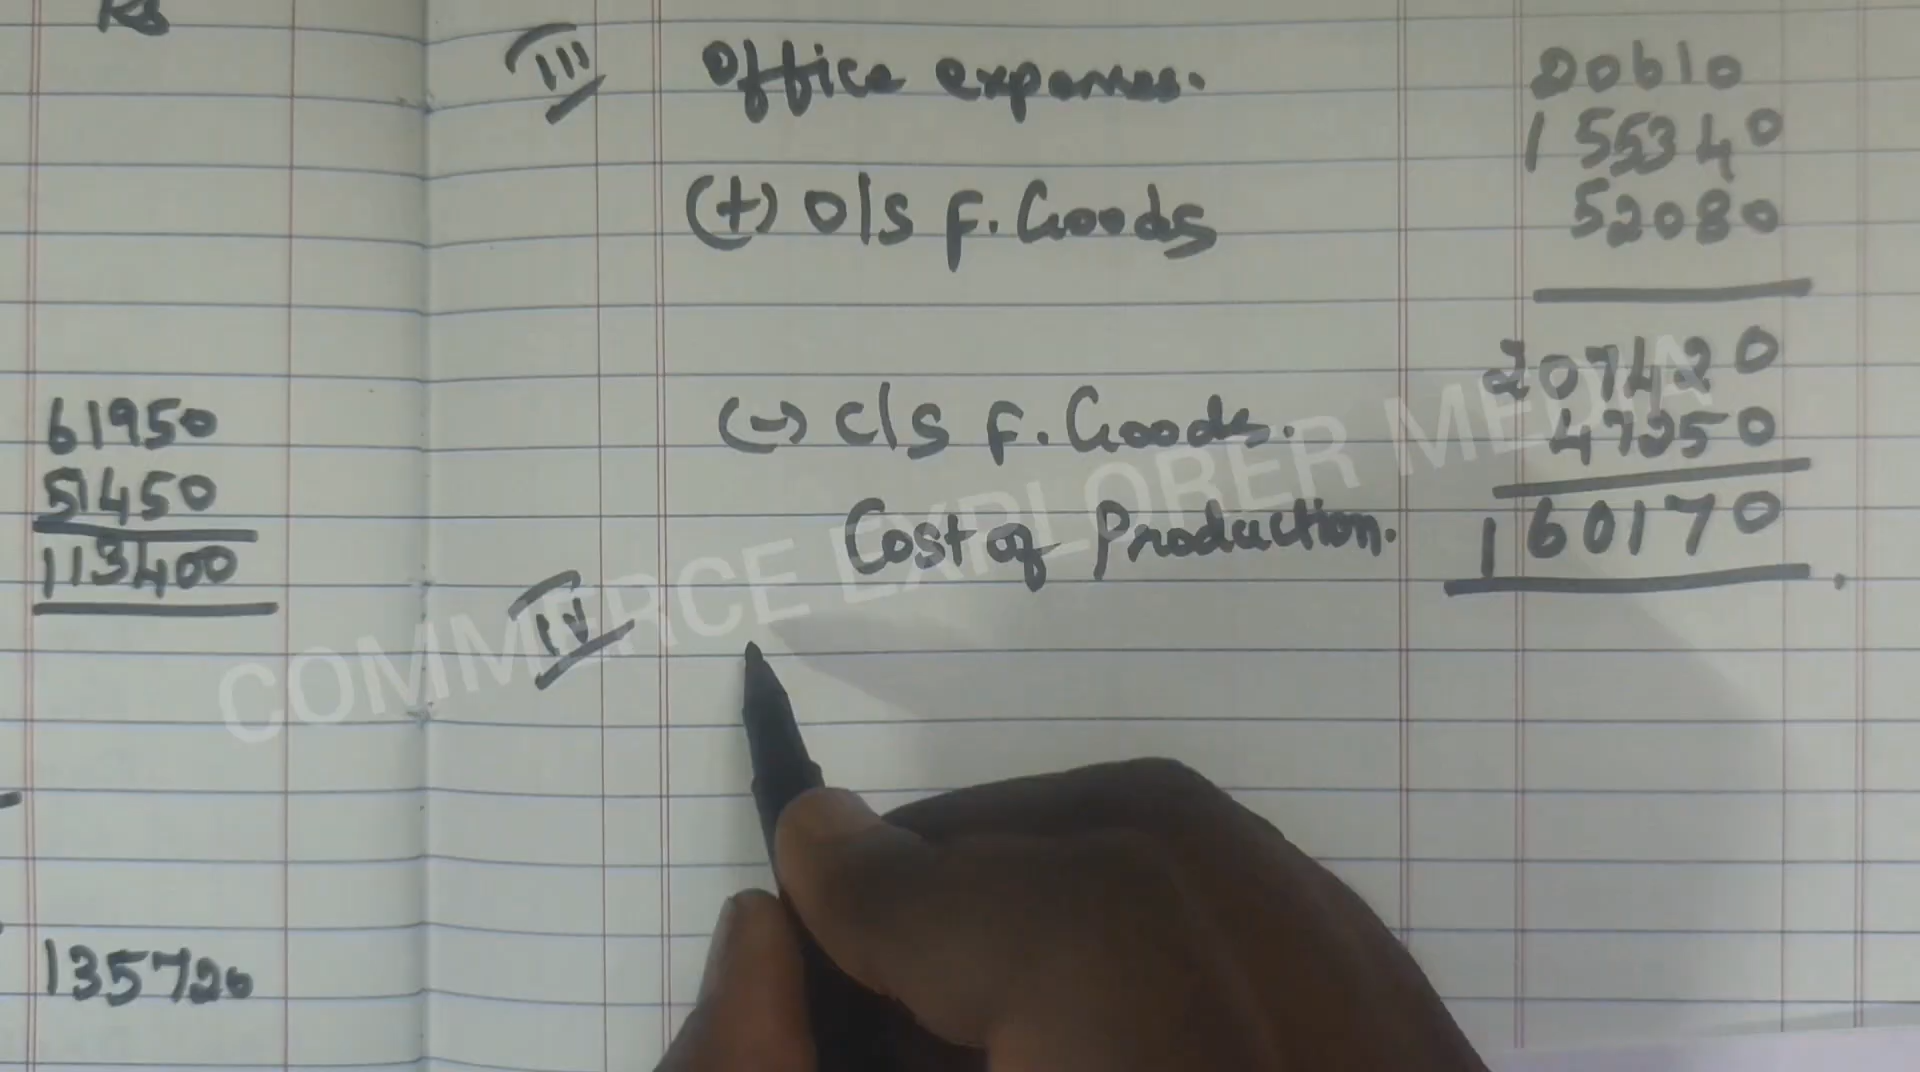 Rs
III Office expenses. 20610
155340
(+) O/S F. Goods 52080
207420
(-) C/S F. Goods. 47250
Cost of Production. 160170
IV
61950
51450
113400
135720
COMMERCE EXPLORER MEDIA